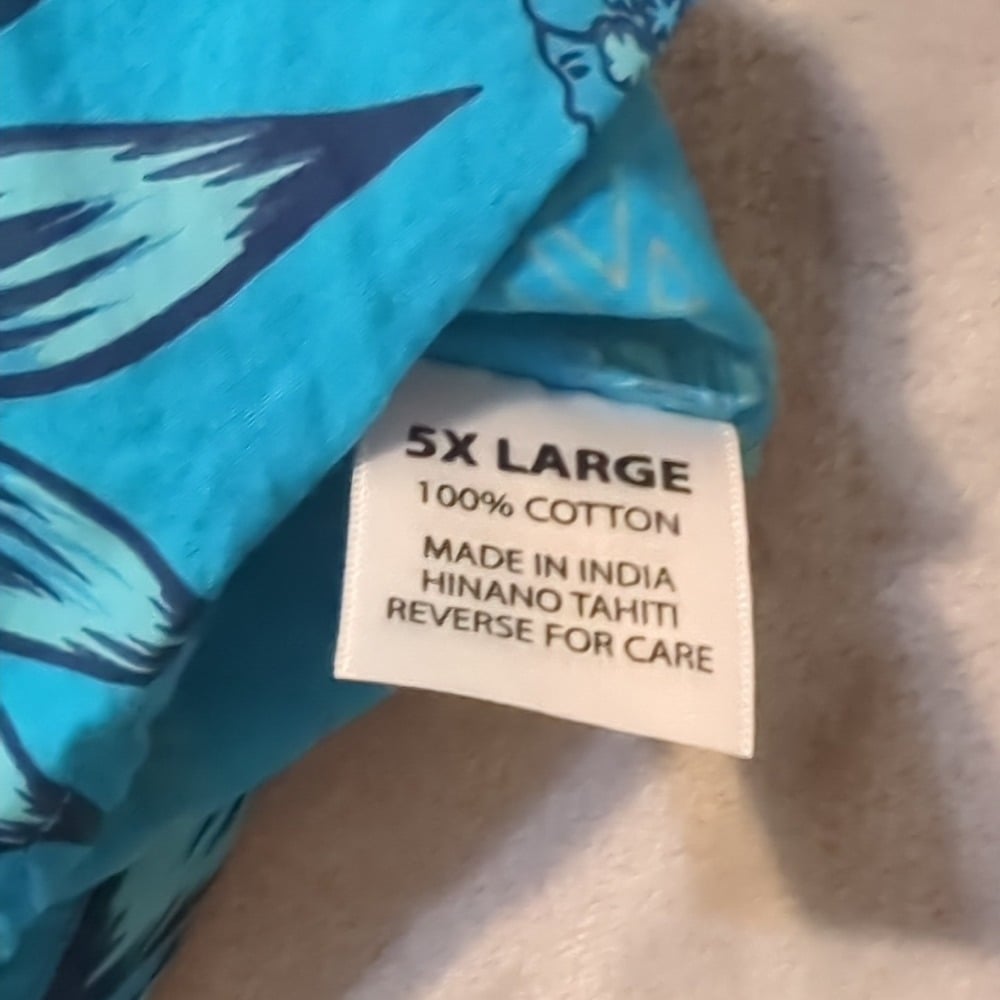 5X LARGE
100% COTTON
MADE IN INDIA
HINANO TAHITI
REVERSE FOR CARE